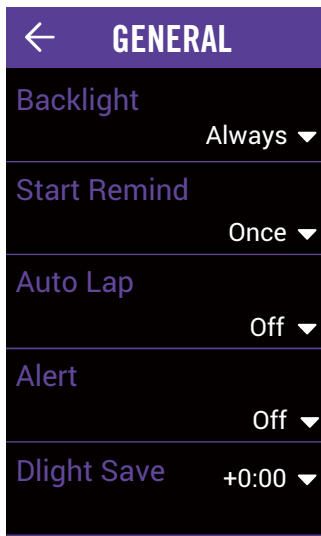 GENERAL
Backlight
Always
Start Remind
Once
Auto Lap
Off
Alert
Off
Dlight Save +0:00